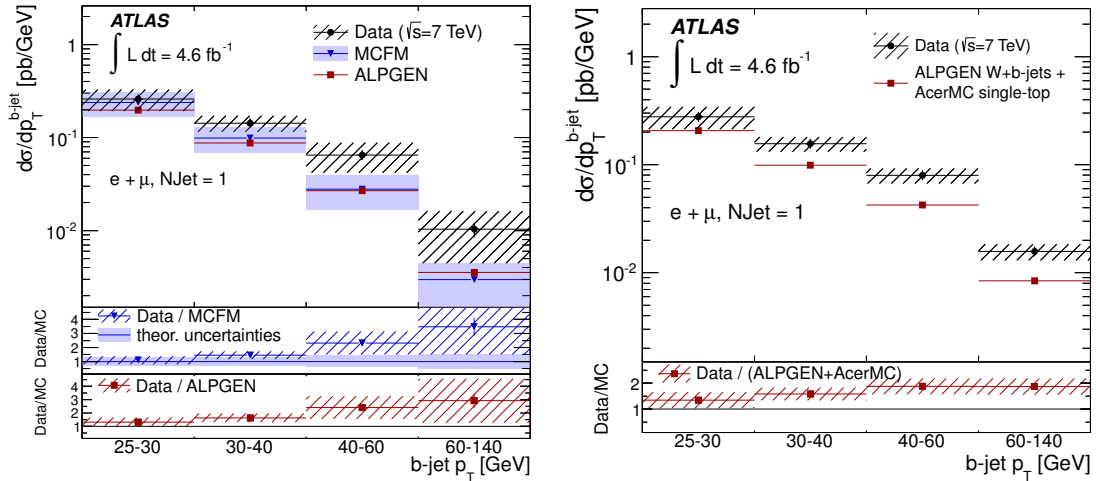 ATLAS
∫ L dt = 4.6 fb⁻¹
Data (√s=7 TeV)
MCFM
ALPGEN
e + μ, NJet = 1
dσ/dp_T^{b-jet} [pb/GeV]
1
10⁻¹
10⁻²
Data / MCFM
theor. uncertainties
Data/MC
4
3
2
1
Data / ALPGEN
Data/MC
4
3
2
1
25-30 30-40 40-60 60-140
b-jet p_T [GeV]
ATLAS
∫ L dt = 4.6 fb⁻¹
Data (√s=7 TeV)
ALPGEN W+b-jets +
AcerMC single-top
e + μ, NJet = 1
dσ/dp_T^{b-jet} [pb/GeV]
1
10⁻¹
10⁻²
Data / (ALPGEN+AcerMC)
Data/MC
2
1
25-30 30-40 40-60 60-140
b-jet p_T [GeV]